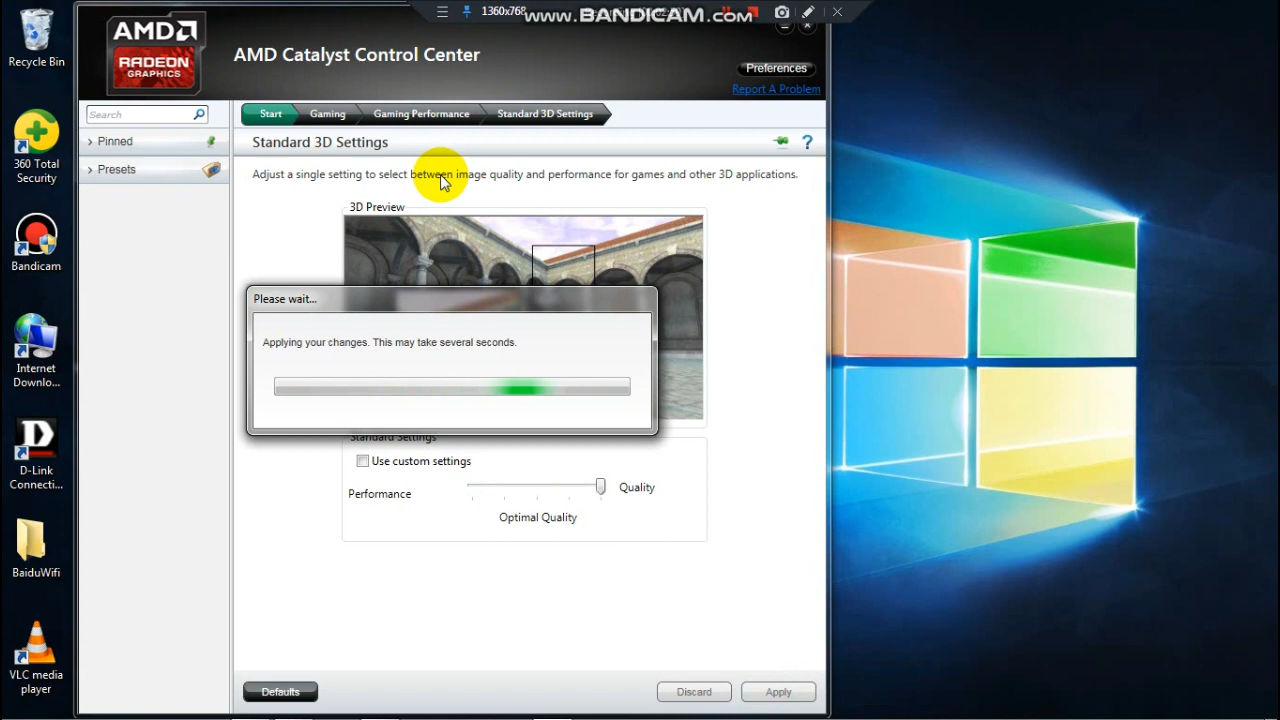 1360x768
www.BANDICAM.com
AMD
RADEON
GRAPHICS
AMD Catalyst Control Center
Preferences
Report A Problem
Recycle Bin
360 Total
Security
Bandicam
Internet
Downlo...
D-Link
Connecti...
BaiduWifi
VLC media
player
Search
Pinned
Presets
Start
Gaming
Gaming Performance
Standard 3D Settings
Standard 3D Settings
?
Adjust a single setting to select between image quality and performance for games and other 3D applications.
3D Preview
Please wait...
Applying your changes. This may take several seconds.
Standard Settings
Use custom settings
Performance
Quality
Optimal Quality
Defaults
Discard
Apply